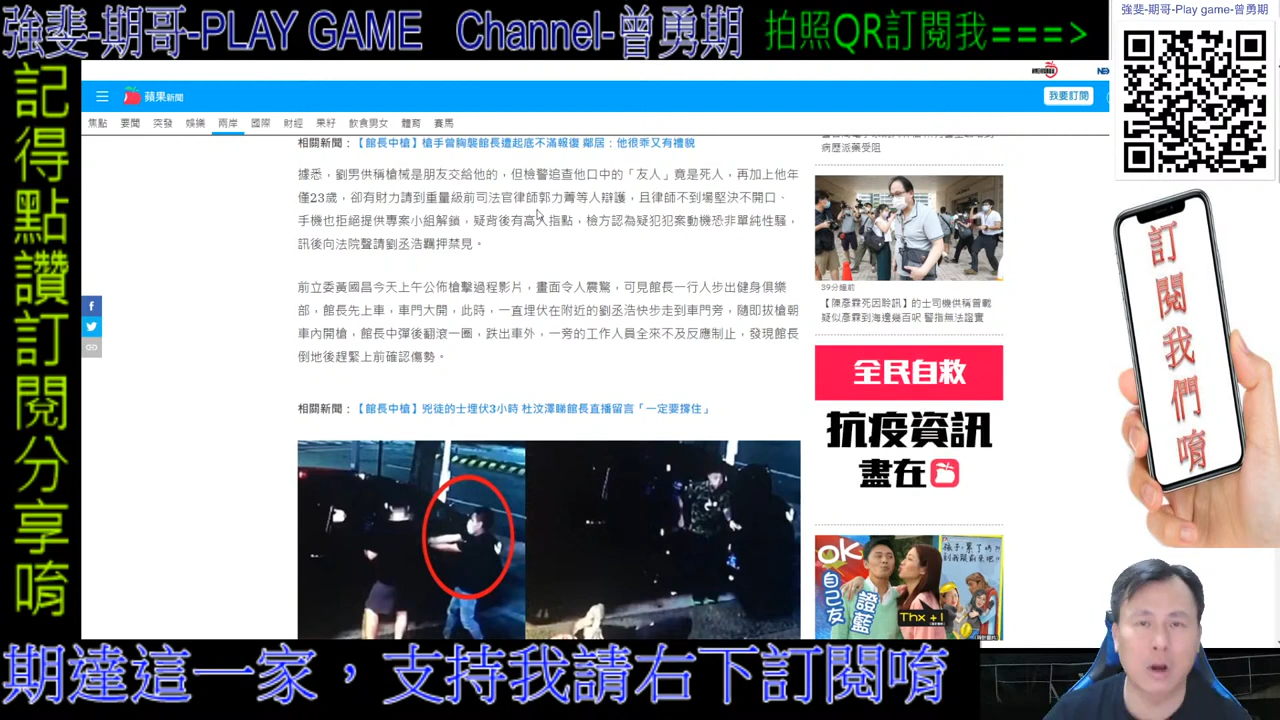 強斐-期哥-PLAY GAME Channel-曾勇期
拍照QR訂閱我===>
強斐-期哥-Play game-曾勇期
記得點讚訂閱分享唷
蘋果新聞
我要訂閱
焦點 要聞 突發 娛樂 兩岸 國際 財經 果籽 飲食男女 體育 賽馬
相關新聞：【館長中槍】槍手曾胸襲館長遭起底不滿報復 鄰居：他很乖又有禮貌
據悉，劉男供稱槍械是朋友交給他的，但檢警追查他口中的「友人」竟是死人，再加上他年
僅23歲，卻有財力請到重量級前司法官律師郭力菁等人辯護，且律師不到場堅決不開口、
手機也拒絕提供專案小組解鎖，疑背後有高人指點，檢方認為疑犯犯案動機恐非單純性騷，
訊後向法院聲請劉丞浩羈押禁見。
前立委黃國昌今天上午公佈槍擊過程影片，畫面令人震驚，可見館長一行人步出健身俱樂
部，館長先上車，車門大開，此時，一直埋伏在附近的劉丞浩快步走到車門旁，隨即拔槍朝
車內開槍，館長中彈後翻滾一圈，跌出車外，一旁的工作人員全來不及反應制止，發現館長
倒地後趕緊上前確認傷勢。
相關新聞：【館長中槍】兇徒的士埋伏3小時 杜汶澤睇館長直播留言「一定要撐住」
病歷派藥受阻
39分鐘前
【陳彥霖死因聆訊】的士司機供稱曾載
疑似彥霖到海邊幾百呎 警指無法證實
全民自救
抗疫資訊
盡在
OK
自己友
證藍
Thx +1
訂閱我們唷
期達這一家，支持我請右下訂閱唷